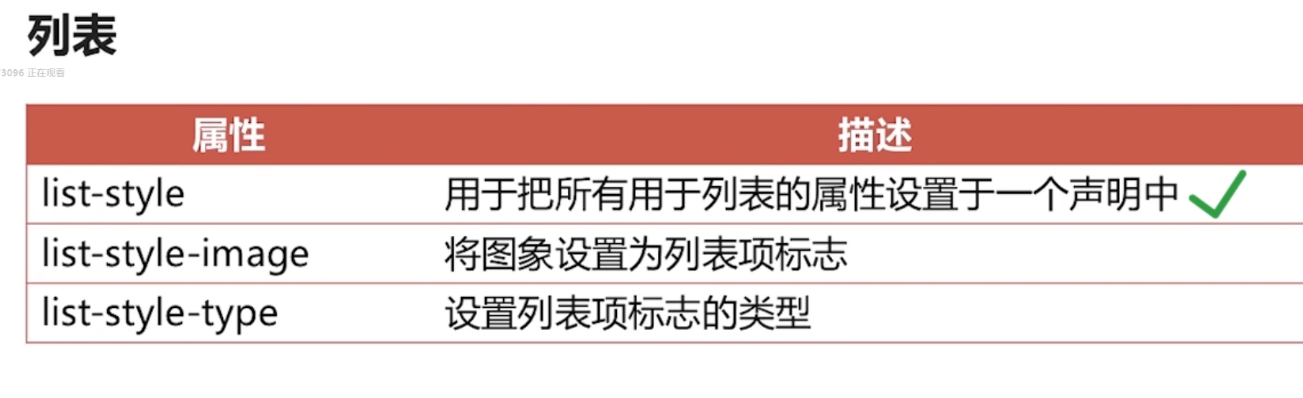 列表
3096 正在观看
属性 描述
list-style 用于把所有用于列表的属性设置于一个声明中
list-style-image 将图象设置为列表项标志
list-style-type 设置列表项标志的类型